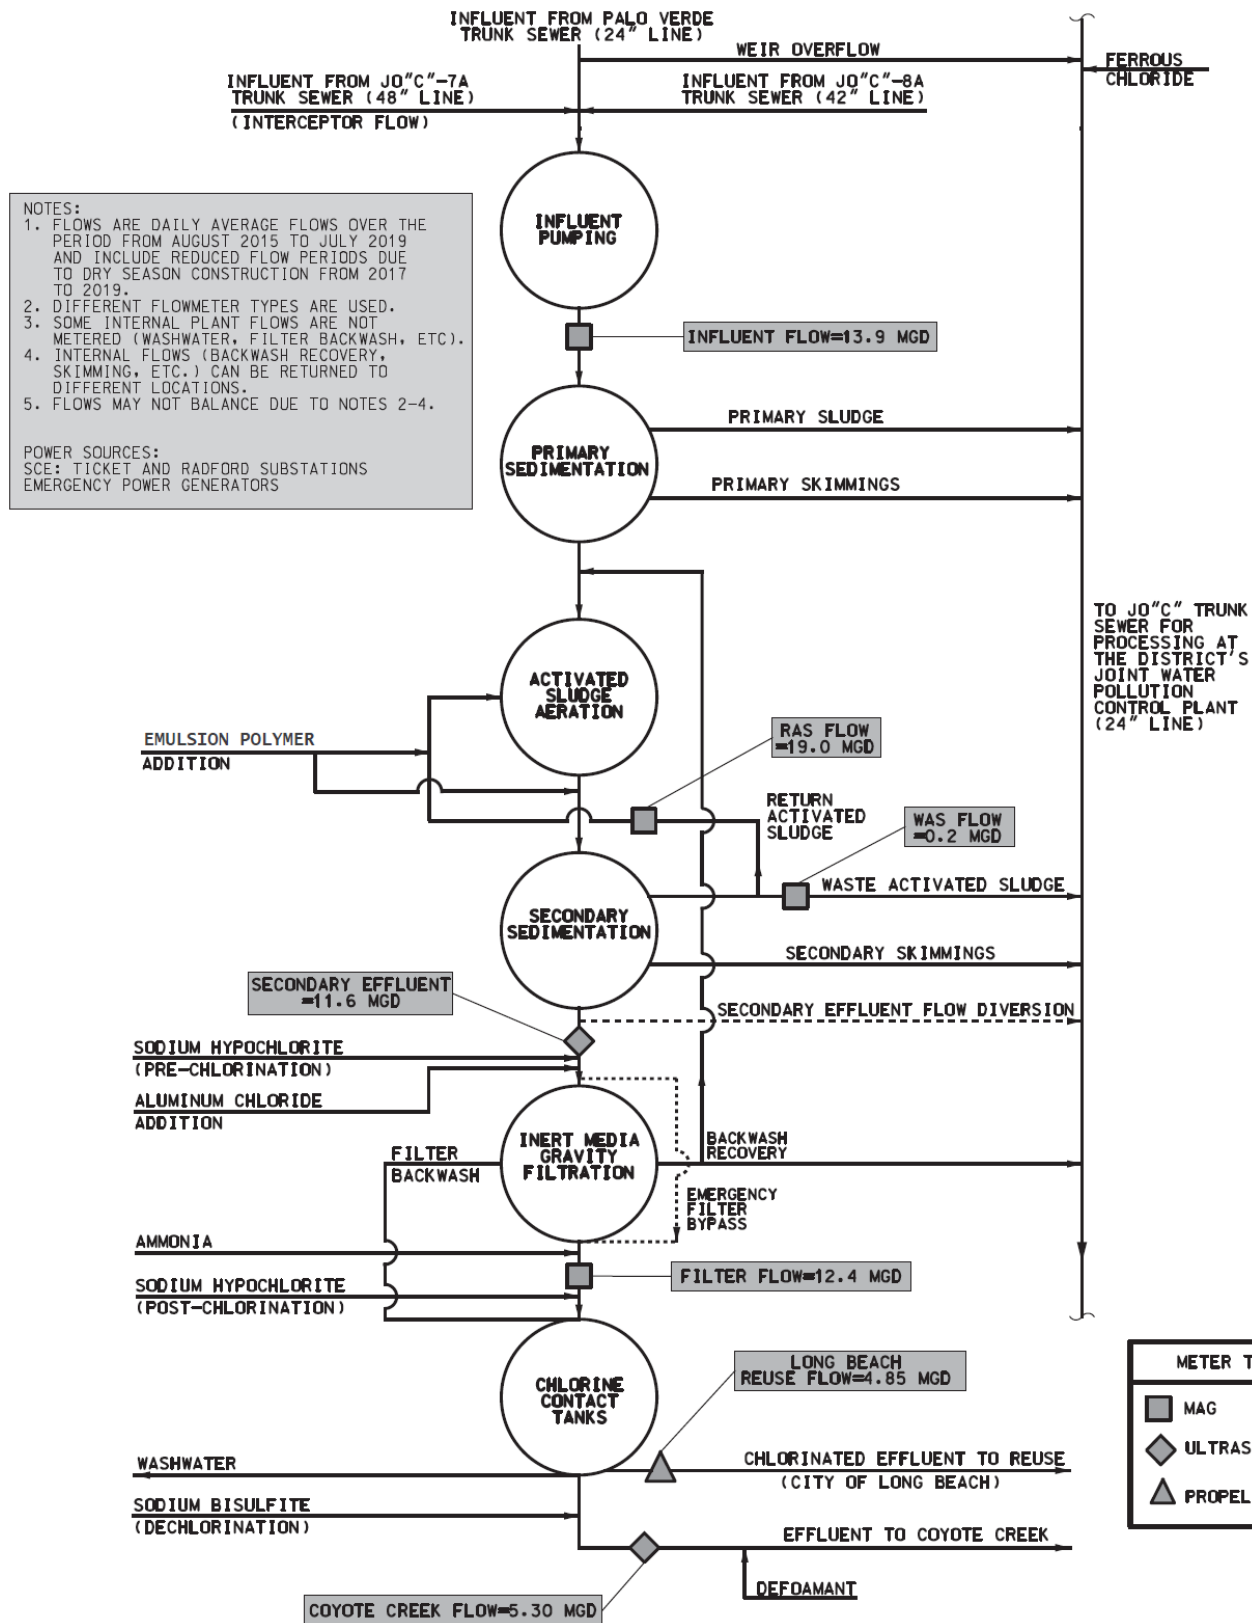 INFLUENT FROM PALO VERDE
TRUNK SEWER (24" LINE)
WEIR OVERFLOW
FERROUS
CHLORIDE
INFLUENT FROM JO"C"-7A
TRUNK SEWER (48" LINE)
(INTERCEPTOR FLOW)
INFLUENT FROM JO"C"-8A
TRUNK SEWER (42" LINE)
INFLUENT
PUMPING
NOTES:
1. FLOWS ARE DAILY AVERAGE FLOWS OVER THE
PERIOD FROM AUGUST 2015 TO JULY 2019
AND INCLUDE REDUCED FLOW PERIODS DUE
TO DRY SEASON CONSTRUCTION FROM 2017
TO 2019.
2. DIFFERENT FLOWMETER TYPES ARE USED.
3. SOME INTERNAL PLANT FLOWS ARE NOT
METERED (WASHWATER, FILTER BACKWASH, ETC).
4. INTERNAL FLOWS (BACKWASH RECOVERY,
SKIMMING, ETC.) CAN BE RETURNED TO
DIFFERENT LOCATIONS.
5. FLOWS MAY NOT BALANCE DUE TO NOTES 2-4.
POWER SOURCES:
SCE: TICKET AND RADFORD SUBSTATIONS
EMERGENCY POWER GENERATORS
INFLUENT FLOW=13.9 MGD
PRIMARY
SEDIMENTATION
PRIMARY SLUDGE
PRIMARY SKIMMINGS
TO JO"C" TRUNK
SEWER FOR
PROCESSING AT
THE DISTRICT'S
JOINT WATER
POLLUTION
CONTROL PLANT
(24" LINE)
ACTIVATED
SLUDGE
AERATION
EMULSION POLYMER
ADDITION
RAS FLOW
=19.0 MGD
RETURN
ACTIVATED
SLUDGE
WAS FLOW
=0.2 MGD
WASTE ACTIVATED SLUDGE
SECONDARY
SEDIMENTATION
SECONDARY SKIMMINGS
SECONDARY EFFLUENT
=11.6 MGD
SECONDARY EFFLUENT FLOW DIVERSION
SODIUM HYPOCHLORITE
(PRE-CHLORINATION)
ALUMINUM CHLORIDE
ADDITION
INERT MEDIA
GRAVITY
FILTRATION
FILTER
BACKWASH
BACKWASH
RECOVERY
EMERGENCY
FILTER
BYPASS
AMMONIA
FILTER FLOW=12.4 MGD
SODIUM HYPOCHLORITE
(POST-CHLORINATION)
CHLORINE
CONTACT
TANKS
LONG BEACH
REUSE FLOW=4.85 MGD
METER T
MAG
ULTRAS
PROPEL
WASHWATER
CHLORINATED EFFLUENT TO REUSE
(CITY OF LONG BEACH)
SODIUM BISULFITE
(DECHLORINATION)
EFFLUENT TO COYOTE CREEK
DEFOAMANT
COYOTE CREEK FLOW=5.30 MGD